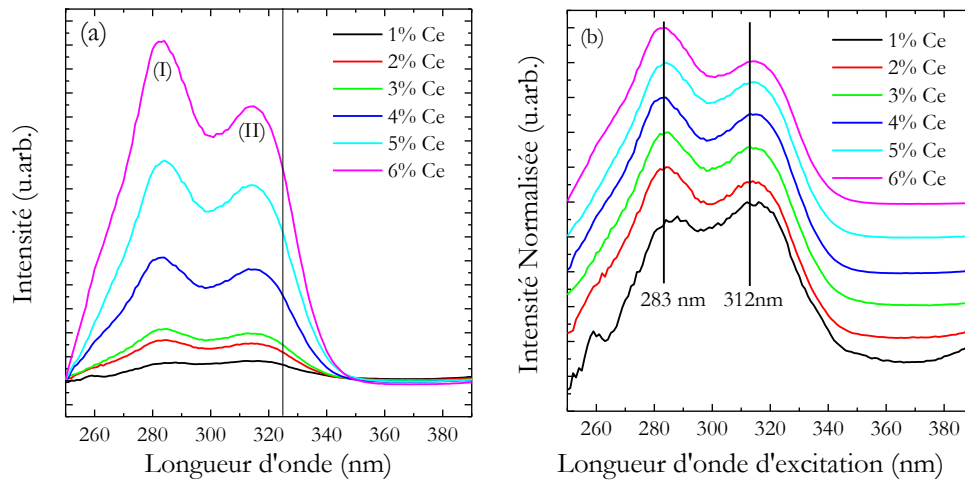 (a)
(I)
(II)
1% Ce
2% Ce
3% Ce
4% Ce
5% Ce
6% Ce
Intensité (u.arb.)
260 280 300 320 340 360 380
Longueur d'onde (nm)
(b)
1% Ce
2% Ce
3% Ce
4% Ce
5% Ce
6% Ce
283 nm
312nm
Intensité Normalisée (u.arb.)
260 280 300 320 340 360 380
Longueur d'onde d'excitation (nm)